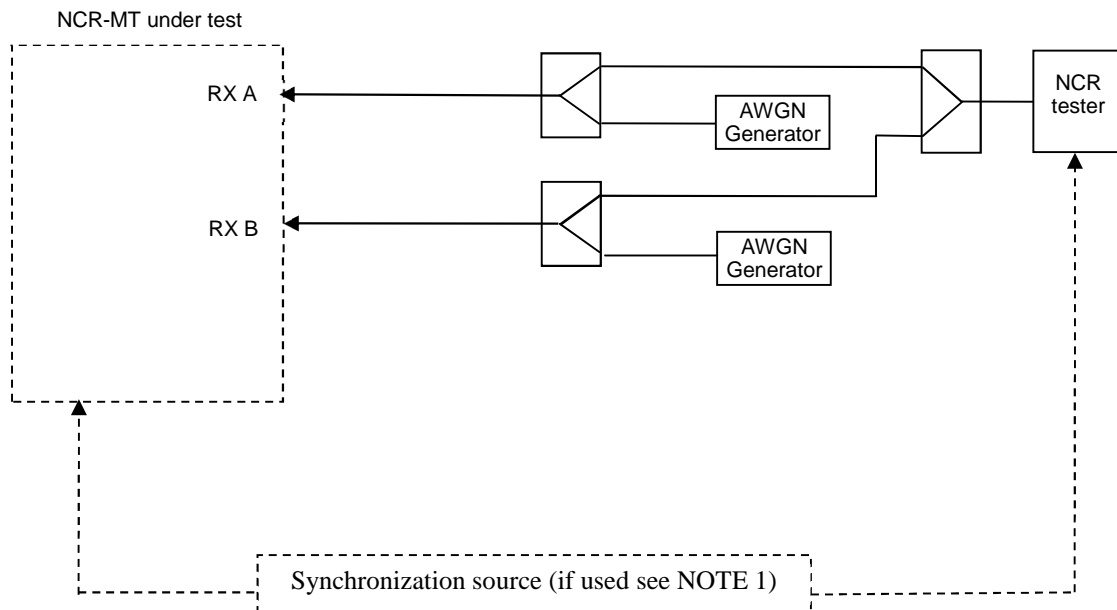 NCR-MT under test
RX A
AWGN
Generator
NCR
tester
RX B
AWGN
Generator
Synchronization source (if used see NOTE 1)